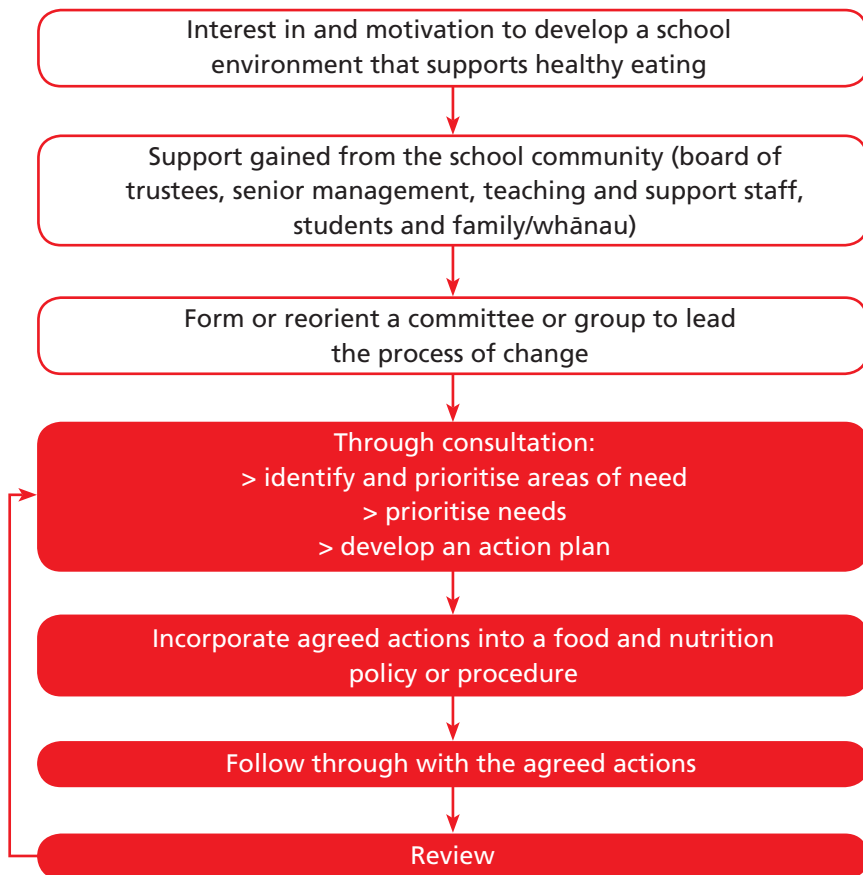 Interest in and motivation to develop a school
environment that supports healthy eating
Support gained from the school community (board of
trustees, senior management, teaching and support staff,
students and family/whānau)
Form or reorient a committee or group to lead
the process of change
Through consultation:
> identify and prioritise areas of need
> prioritise needs
> develop an action plan
Incorporate agreed actions into a food and nutrition
policy or procedure
Follow through with the agreed actions
Review